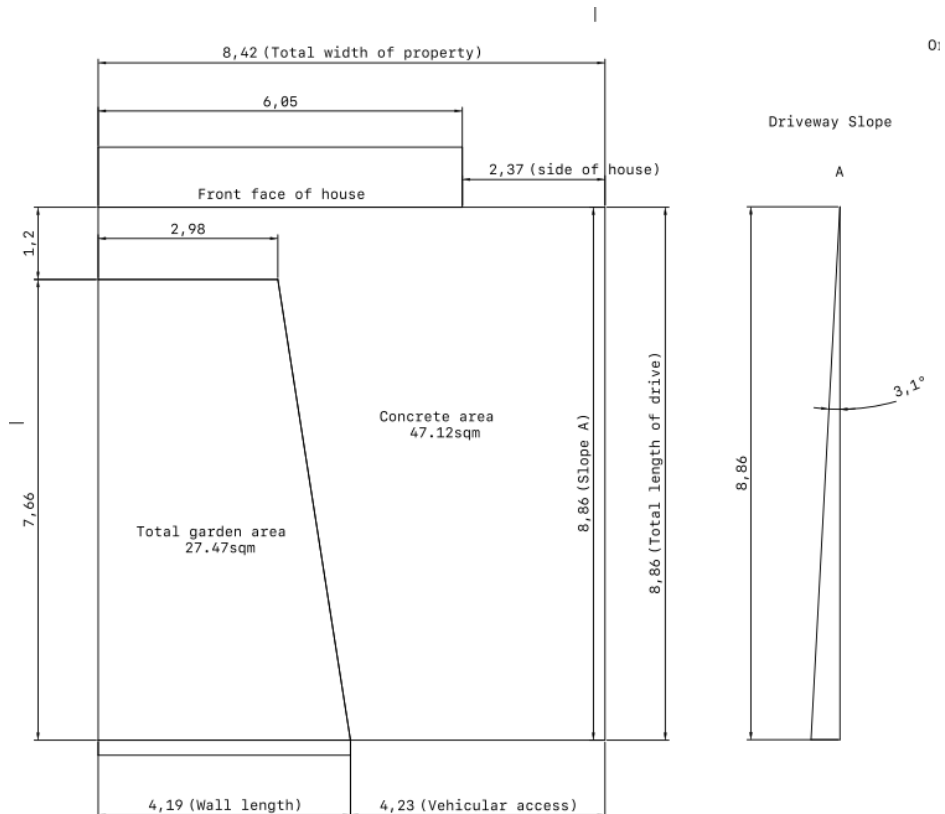 8,42 (Total width of property)
6,05
2,37 (side of house)
Front face of house
1,2
2,98
Driveway Slope
A
3,1°
Concrete area
47.12sqm
8,86 (Slope A)
8,86 (Total length of drive)
8,86
7,66
Total garden area
27.47sqm
4,19 (Wall length)
4,23 (Vehicular access)